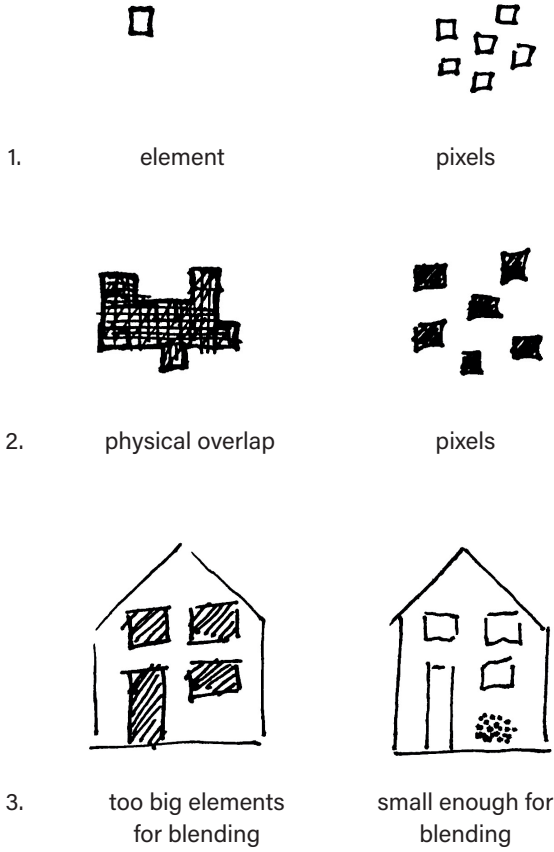 1. element pixels
2. physical overlap pixels
3. too big elements small enough for
for blending blending